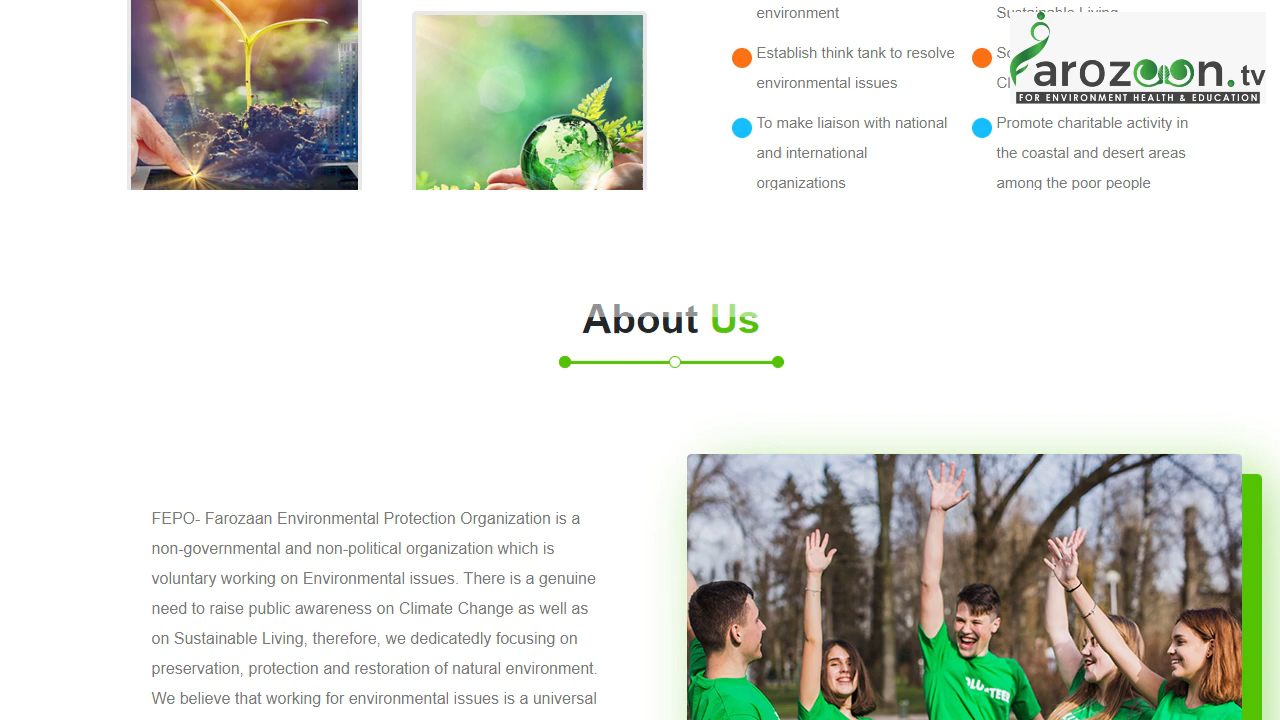 environment
Sustainable Living
Establish think tank to resolve
environmental issues
To make liaison with national
and international
organizations
Promote charitable activity in
the coastal and desert areas
among the poor people
Farozoon.tv
FOR ENVIRONMENT HEALTH & EDUCATION
About Us
FEPO- Farozaan Environmental Protection Organization is a
non-governmental and non-political organization which is
voluntary working on Environmental issues. There is a genuine
need to raise public awareness on Climate Change as well as
on Sustainable Living, therefore, we dedicatedly focusing on
preservation, protection and restoration of natural environment.
We believe that working for environmental issues is a universal
VOLUNTEER